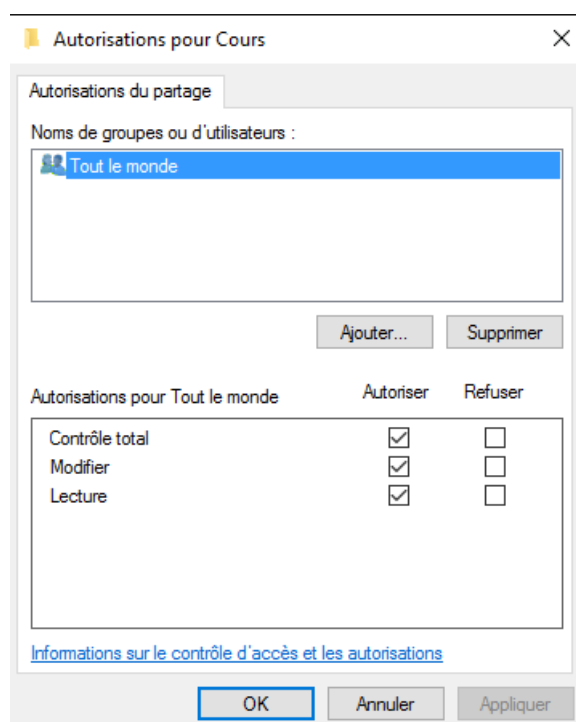 Autorisations pour Cours
Autorisations du partage
Noms de groupes ou d'utilisateurs :
Tout le monde
Ajouter... Supprimer
Autorisations pour Tout le monde Autoriser Refuser
Contrôle total
Modifier
Lecture
Informations sur le contrôle d'accès et les autorisations
OK Annuler Appliquer